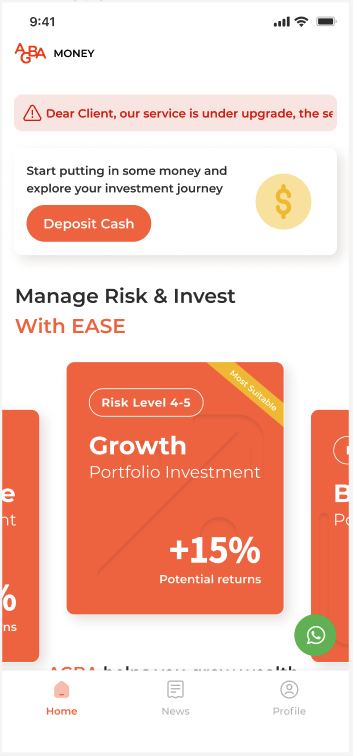 9:41
AGBA MONEY
Dear Client, our service is under upgrade, the se
Start putting in some money and
explore your investment journey
Deposit Cash
Manage Risk & Invest
With EASE
Most Suitable
Risk Level 4-5
Growth
e
B
Portfolio Investment
nt
+15%
%
Potential returns
rns
AGBA helps you grow wealth
Home
News
Profile